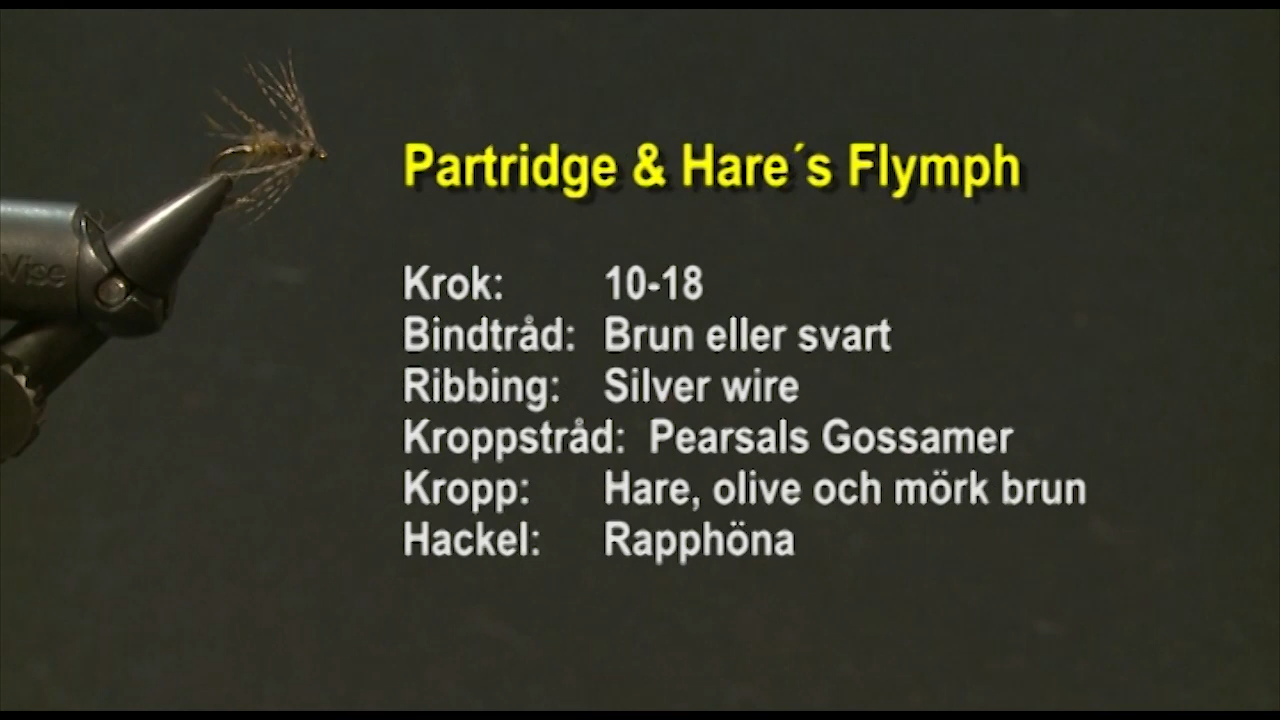 Partridge & Hare´s Flymph
Krok: 10-18
Bindtråd: Brun eller svart
Ribbing: Silver wire
Kroppstråd: Pearsals Gossamer
Kropp: Hare, olive och mörk brun
Hackel: Rapphöna
Vise